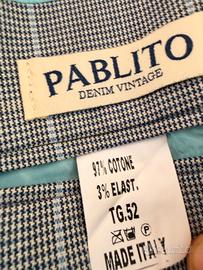 PABLITO
DENIM VINTAGE
97% COTONE
3% ELAST.
TG.52
MADE ITALY